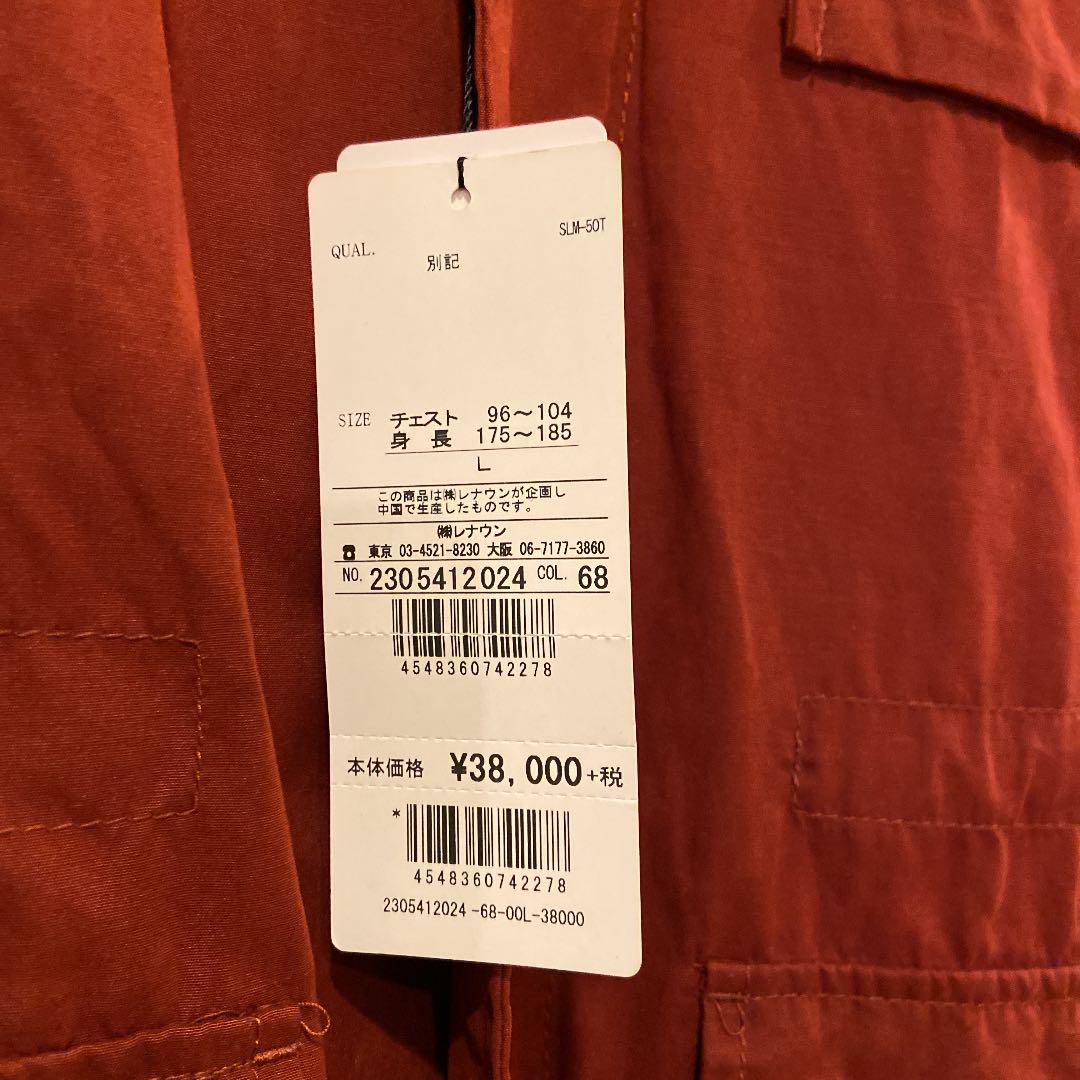 SLM-50T
QUAL.
別記
SIZE チェスト 96～104
身 長 175～185
L
この商品は㈱レナウンが企画し
中国で生産したものです。
㈱レナウン
☎ 東京 03-4521-8230 大阪 06-7177-3860
NO. 2305412024 COL. 68
4548360742278
本体価格 ¥38,000+税
*
4548360742278
2305412024-68-00L-38000